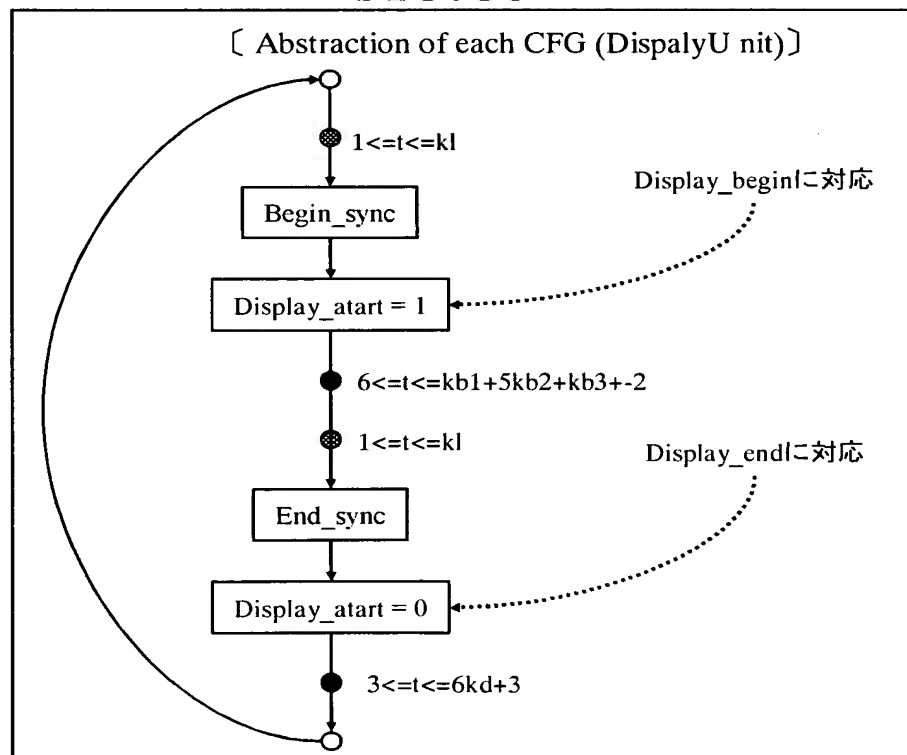 〔 Abstraction of each CFG (DispalyU nit)〕
1<=t<=kl
Display_beginに対応
Begin_sync
Display_atart = 1
6<=t<=kb1+5kb2+kb3+-2
1<=t<=kl
Display_endに対応
End_sync
Display_atart = 0
3<=t<=6kd+3